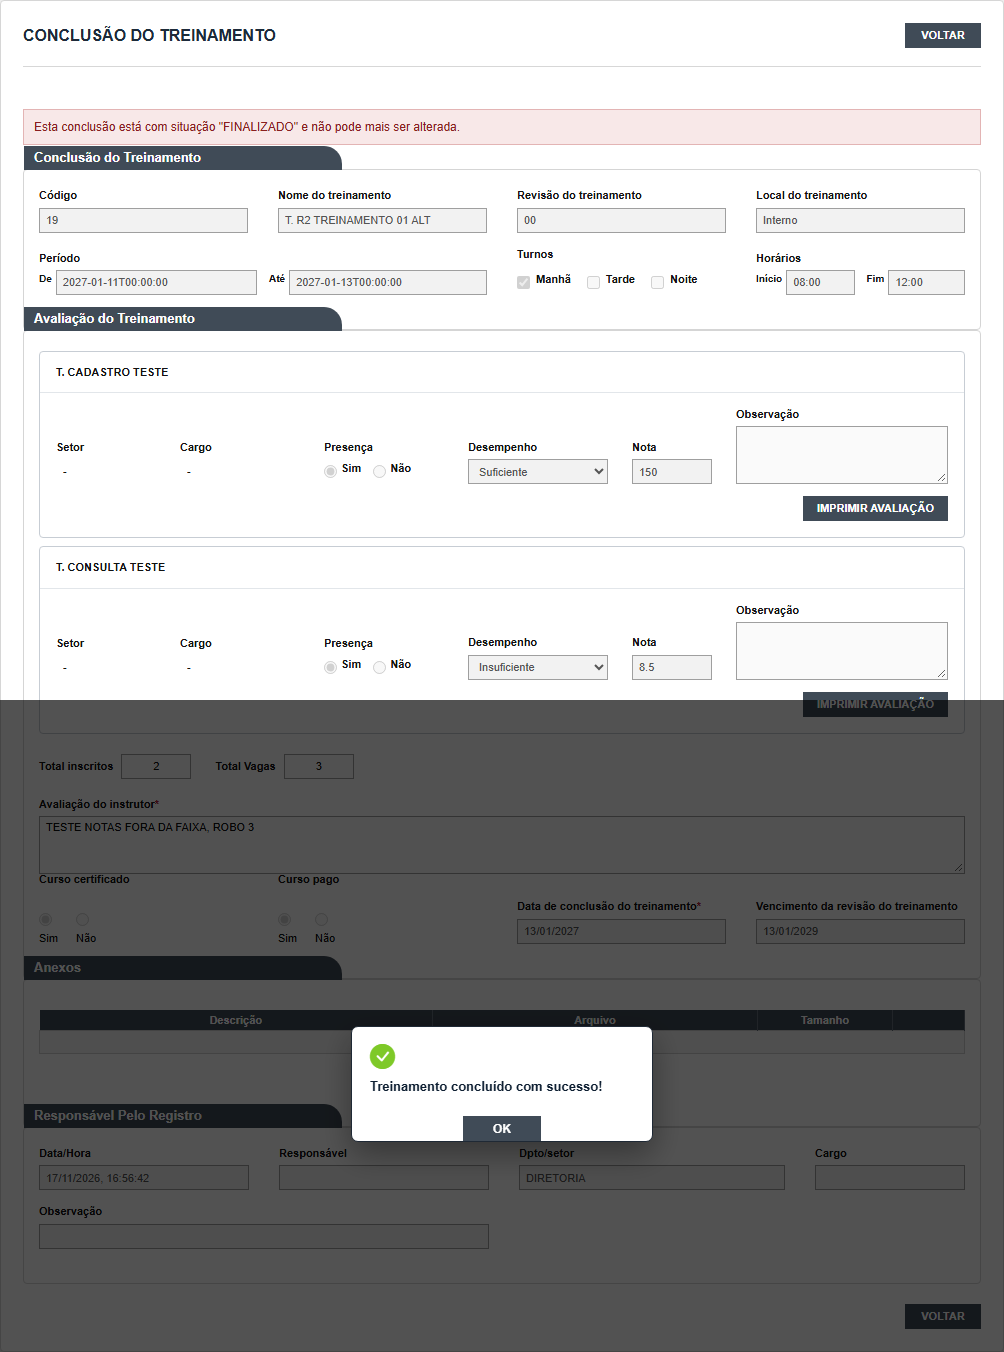 CONCLUSÃO DO TREINAMENTO
VOLTAR
Esta conclusão está com situação "FINALIZADO" e não pode mais ser alterada.
Conclusão do Treinamento
Código
Nome do treinamento
Revisão do treinamento
Local do treinamento
19
T. R2 TREINAMENTO 01 ALT
00
Interno
Período
Turnos
Horários
De 2027-01-11T00:00:00 Até 2027-01-13T00:00:00
Manhã Tarde Noite
Início 08:00 Fim 12:00
Avaliação do Treinamento
T. CADASTRO TESTE
Observação
Setor
Cargo
Presença
Desempenho
Nota
-
-
Sim Não
Suficiente
150
IMPRIMIR AVALIAÇÃO
T. CONSULTA TESTE
Observação
Setor
Cargo
Presença
Desempenho
Nota
-
-
Sim Não
Insuficiente
8.5
IMPRIMIR AVALIAÇÃO
Total inscritos 2 Total Vagas 3
Avaliação do instrutor*
TESTE NOTAS FORA DA FAIXA, ROBO 3
Curso certificado
Curso pago
Data de conclusão do treinamento*
Vencimento da revisão do treinamento
Sim Não
Sim Não
13/01/2027
13/01/2029
Anexos
Descrição
Arquivo
Tamanho
Treinamento concluído com sucesso!
OK
Responsável Pelo Registro
Data/Hora
Responsável
Dpto/setor
Cargo
17/11/2026, 16:56:42
DIRETORIA
Observação
VOLTAR